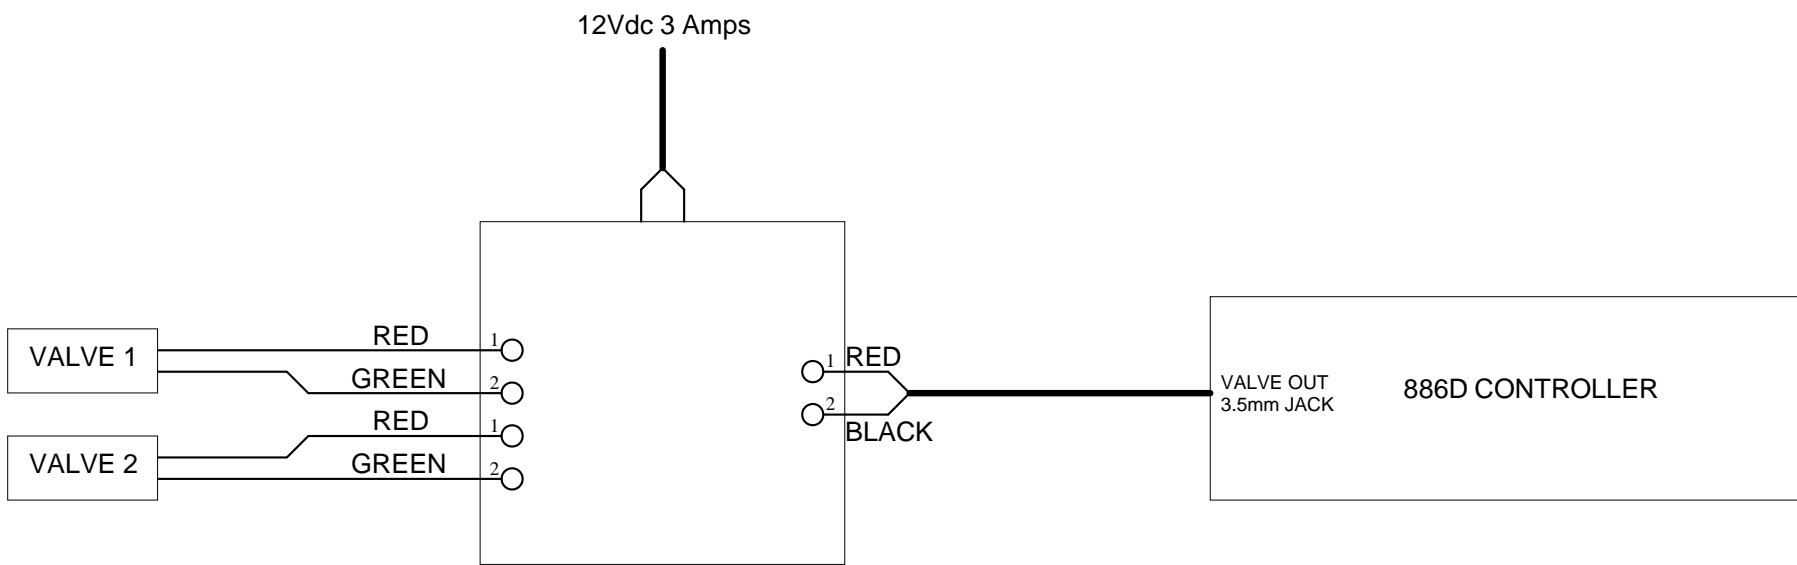 12Vdc 3 Amps
VALVE 1
RED
1
GREEN
2
VALVE 2
RED
1
GREEN
2
1
RED
2
BLACK
VALVE OUT
3.5mm JACK
886D CONTROLLER